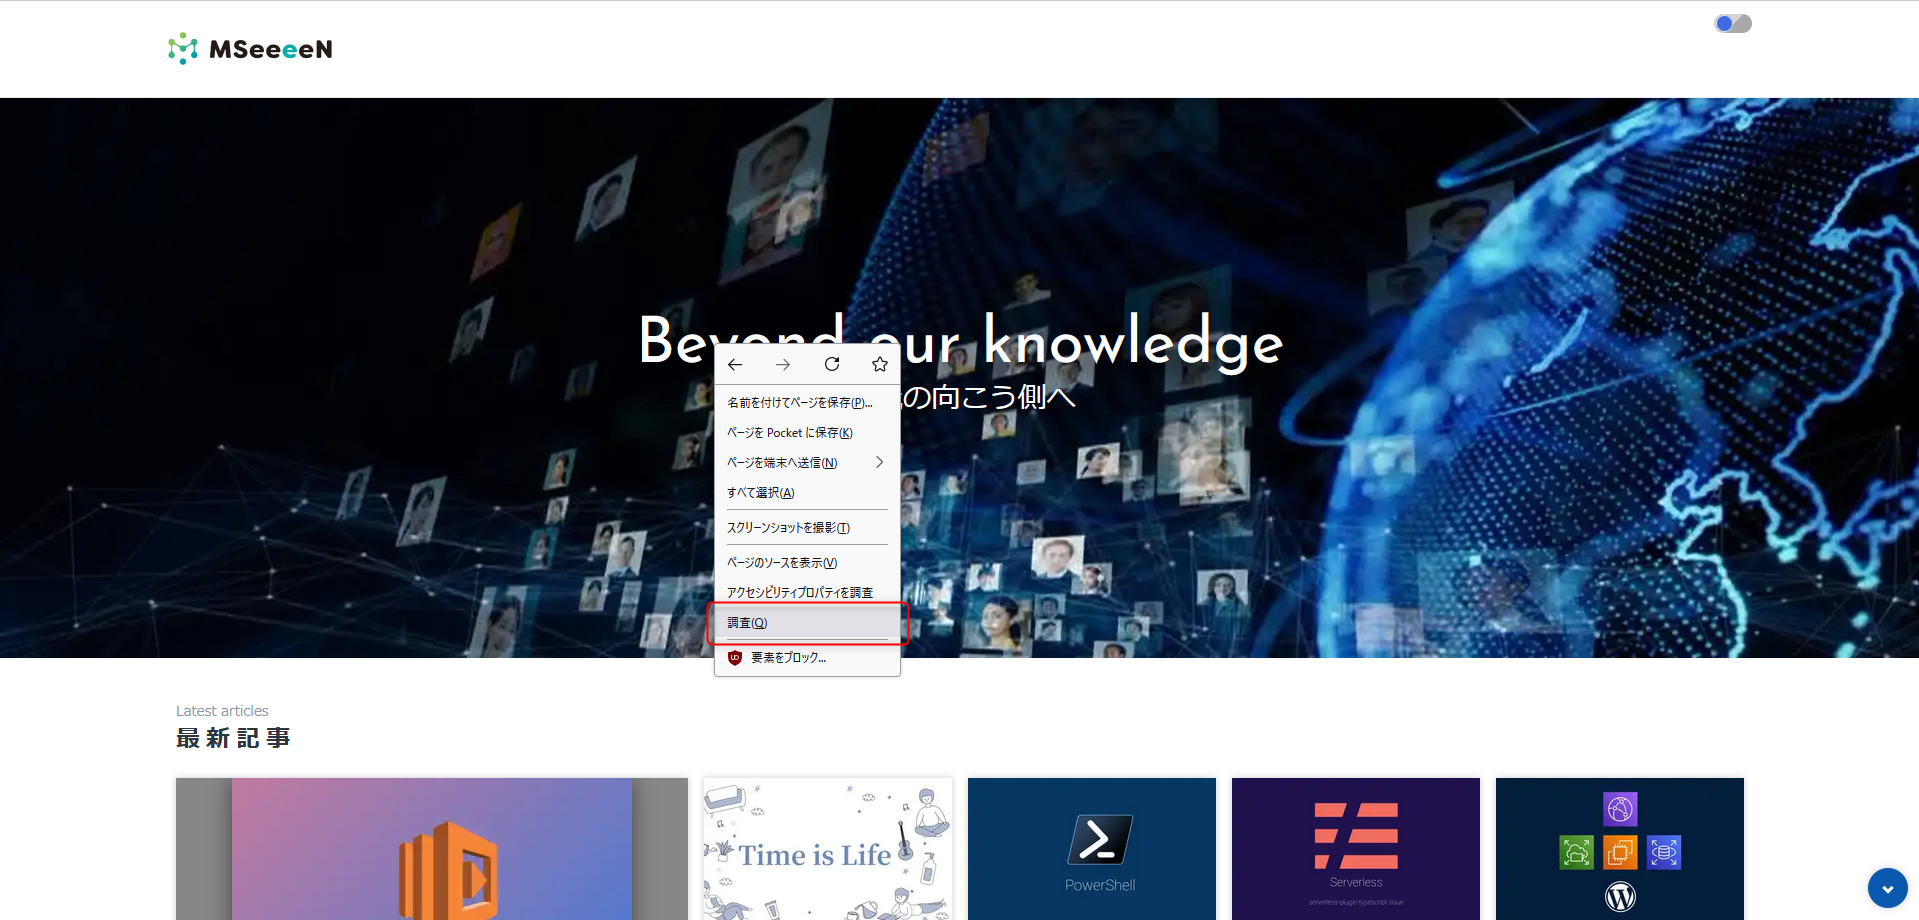 MSeeeeN
Beyond our knowledge
の向こう側へ
名前を付けてページを保存(P)...
ページを Pocket に保存(K)
ページを端末へ送信(N)
すべて選択(A)
スクリーンショットを撮影(T)
ページのソースを表示(V)
アクセシビリティプロパティを調査
調査(Q)
要素をブロック...
Latest articles
最新記事
Time is Life
PowerShell
Serverless
serverless-plugin-typescript issue